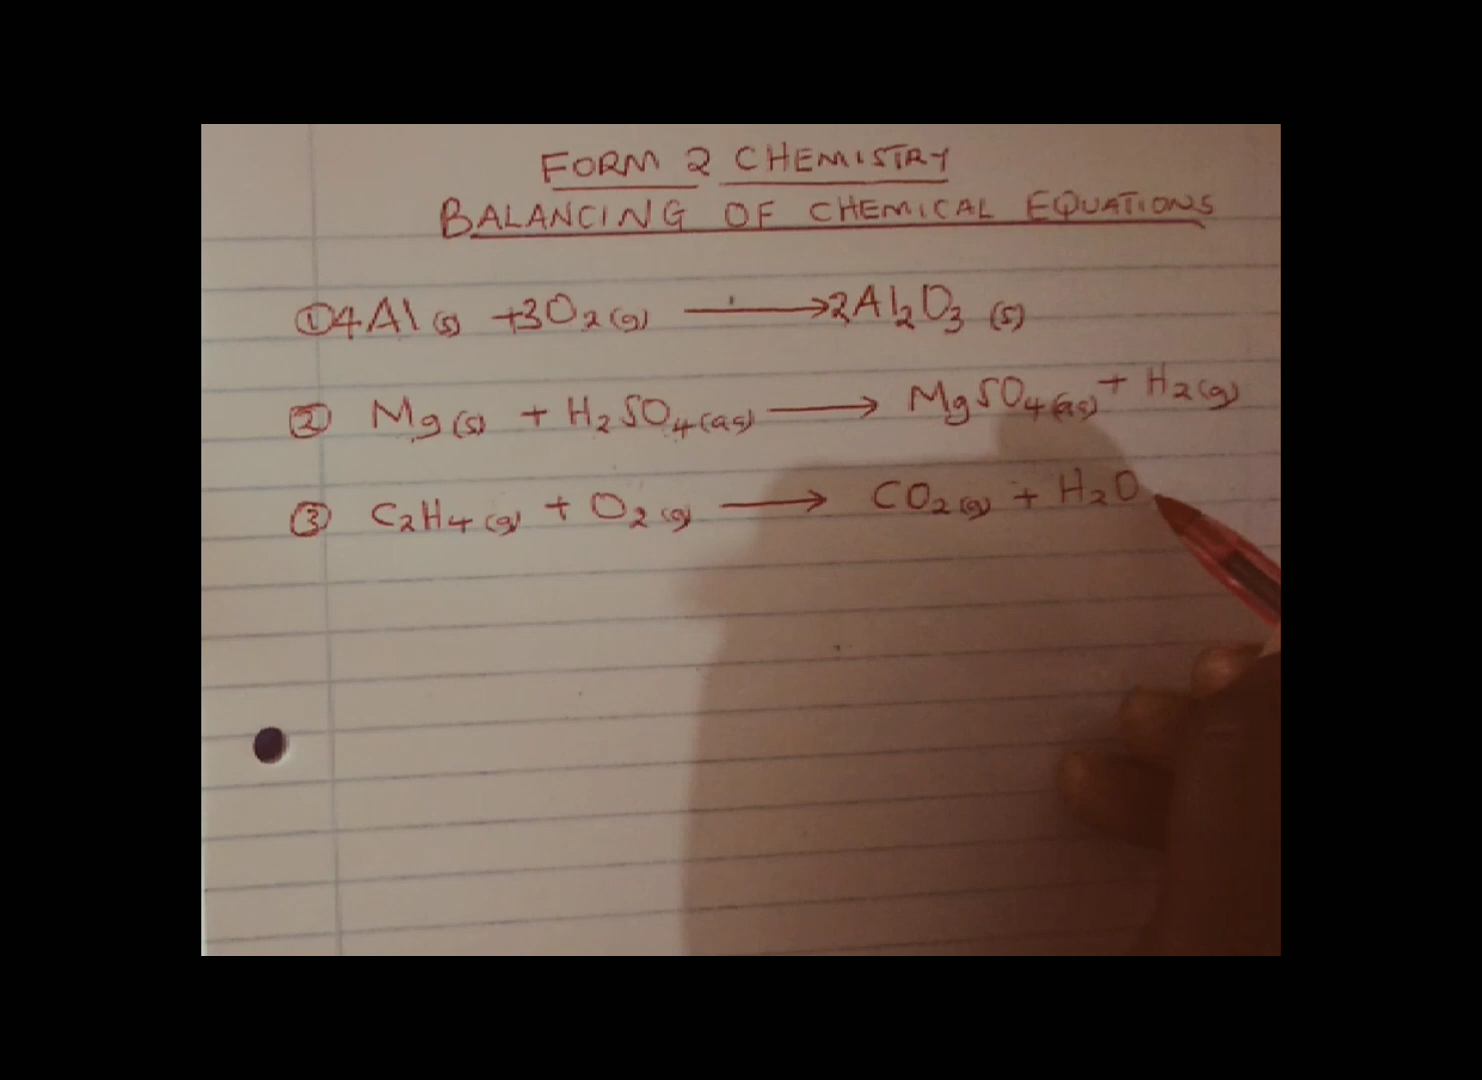 FORM 2 CHEMISTRY
BALANCING OF CHEMICAL EQUATIONS
① 4Al(s) + 3O₂(g) ⟶ 2Al₂O₃(s)
② Mg(s) + H₂SO₄(aq) ⟶ MgSO₄(aq) + H₂(g)
③ C₂H₄(g) + O₂(g) ⟶ CO₂(g) + H₂O